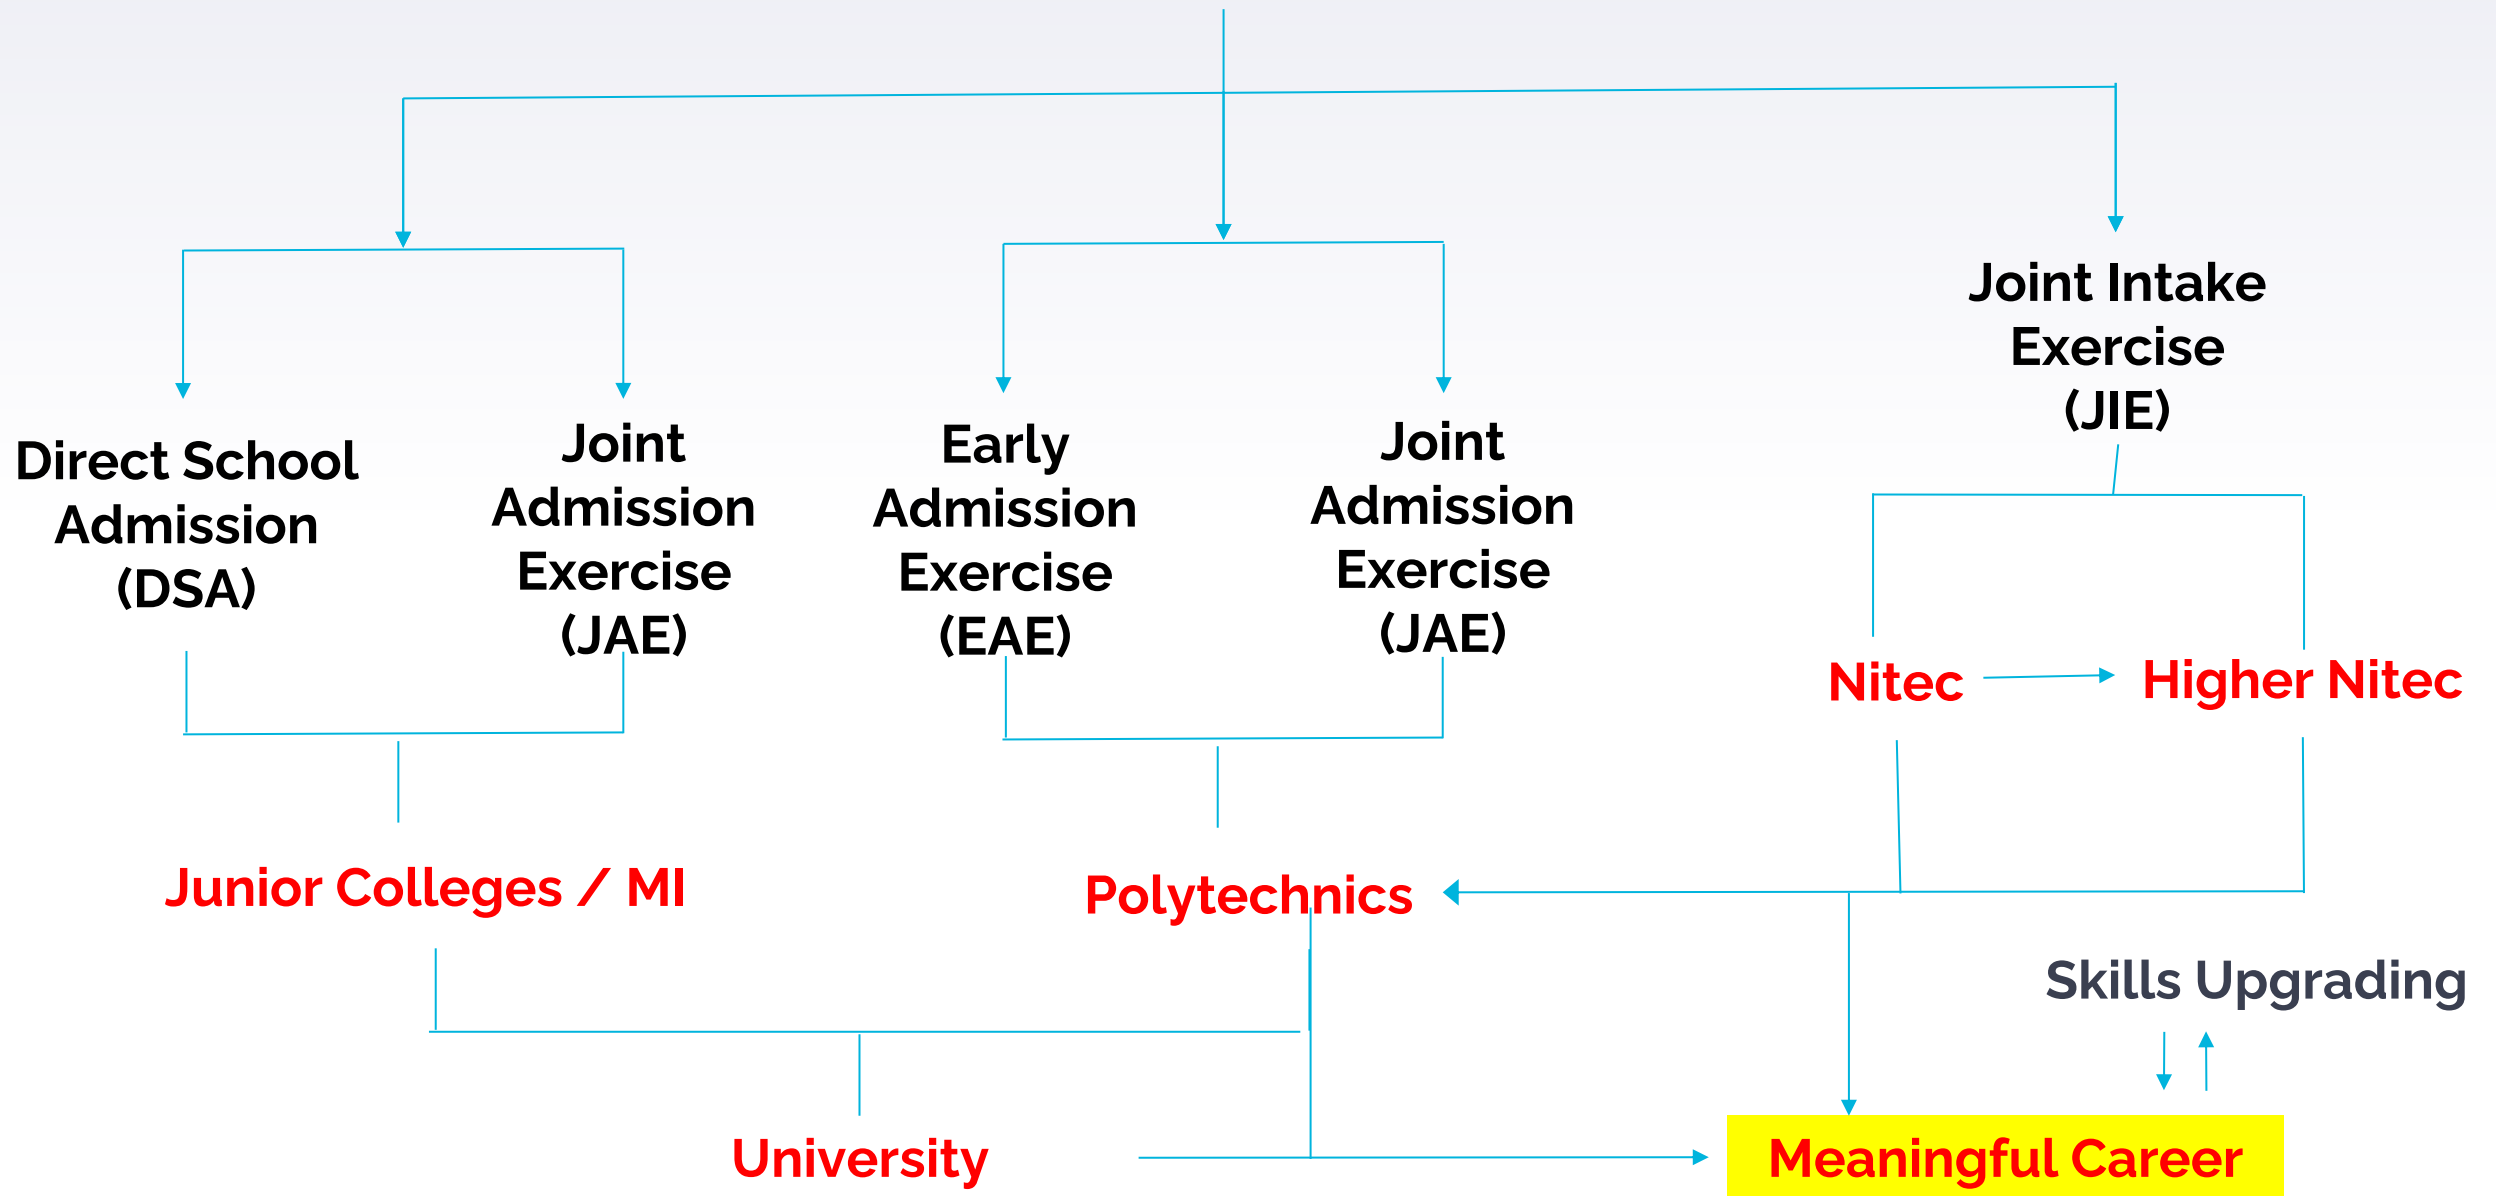 Direct School
Admission
(DSA)
Joint
Admission
Exercise
(JAE)
Early
Admission
Exercise
(EAE)
Joint
Admission
Exercise
(JAE)
Joint Intake
Exercise
(JIE)
Nitec
Higher Nitec
Junior Colleges / MI
Polytechnics
Skills Upgrading
University
Meaningful Career